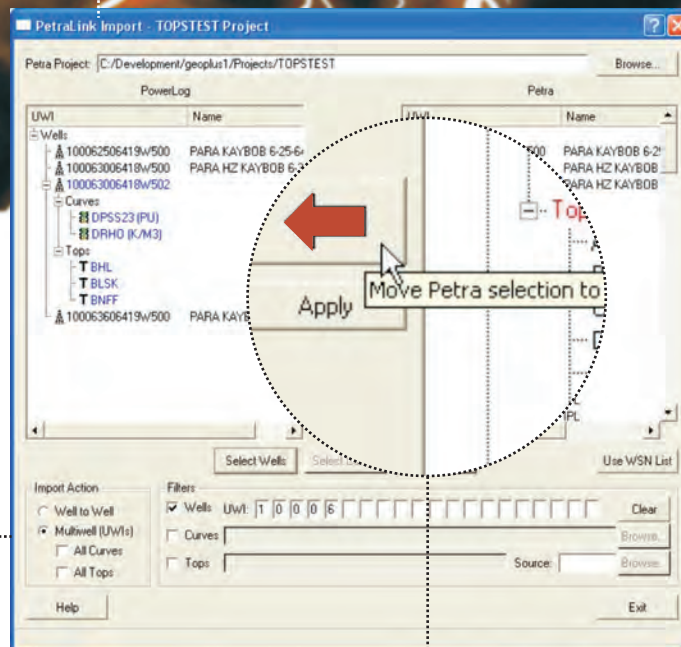 PetraLink Import - TOPSTEST Project
Petra Project: C:/Development/geoplus1/Projects/TOPSTEST Browse...
PowerLog Petra
UWI Name UWI Name
Wells
100062506419W500 PARA KAYBOB 6-25-64
100063006418W500 PARA HZ KAYBOB 6-3
100063006418W502
Curves
DPSS23 (PU)
DRHO (K/M3)
Tops
T BHL
T BLSK
T BNFF
100063606419W500 PARA KAYB
500 PARA KAYBOB 6-2
PARA HZ KAYBOB
PARA HZ KAYBOB
Top
Move Petra selection to
Apply
Select Wells Use WSN List
Import Action Filters
Well to Well Wells UWI: 1 0 0 0 6 Clear
Multiwell (UWIs) Curves Browse...
All Curves
All Tops Tops Source: Browse...
Help Exit